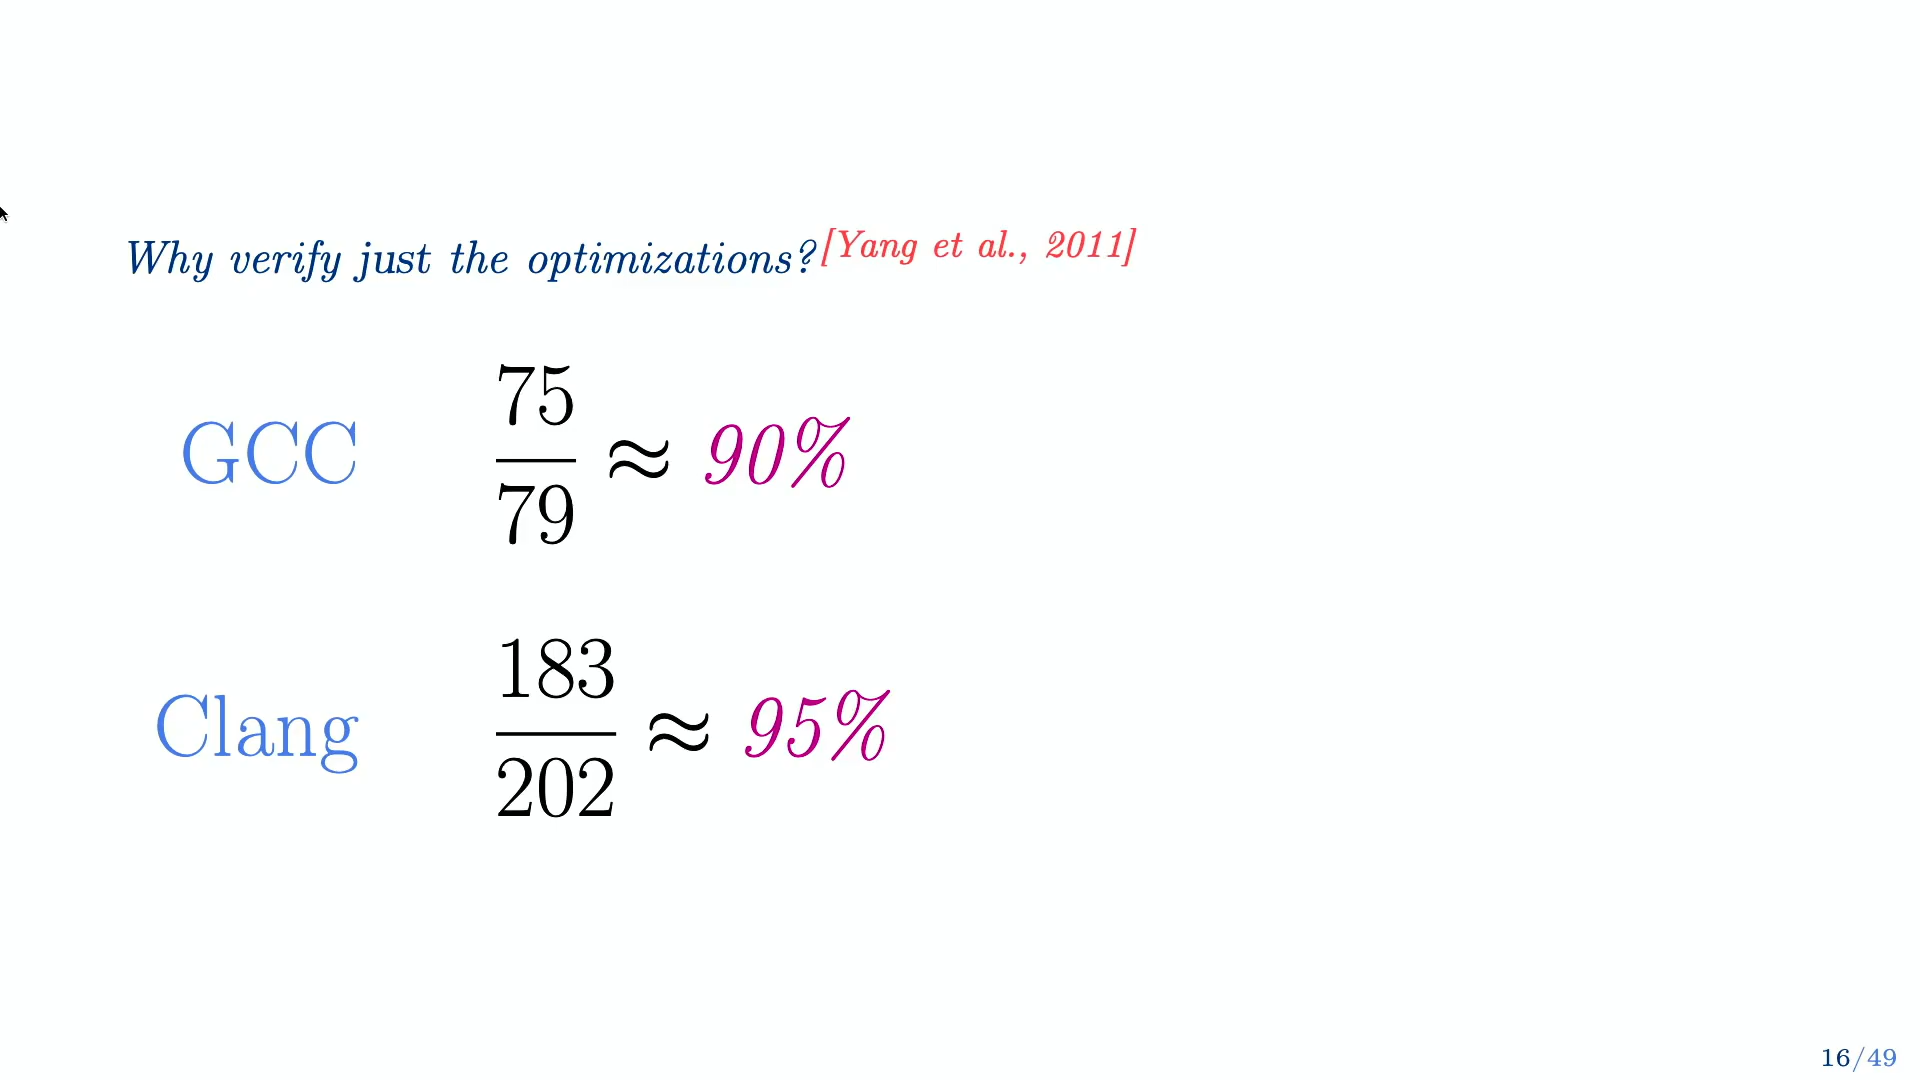 Why verify just the optimizations?[Yang et al., 2011]
GCC 75/79 ≈ 90%
Clang 183/202 ≈ 95%
16/49